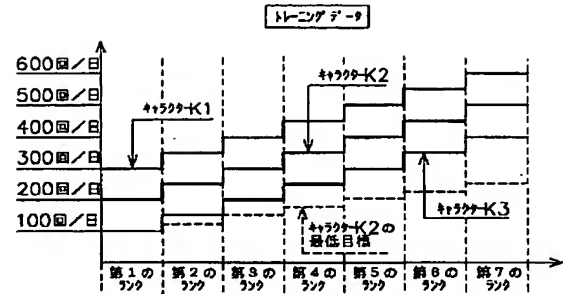 トレーニングデータ
600回/日
500回/日
400回/日
300回/日
200回/日
100回/日
キャラクターK1
キャラクターK2
キャラクターK3
キャラクターK2の
最低目標
第1の
ランク
第2の
ランク
第3の
ランク
第4の
ランク
第5の
ランク
第6の
ランク
第7の
ランク